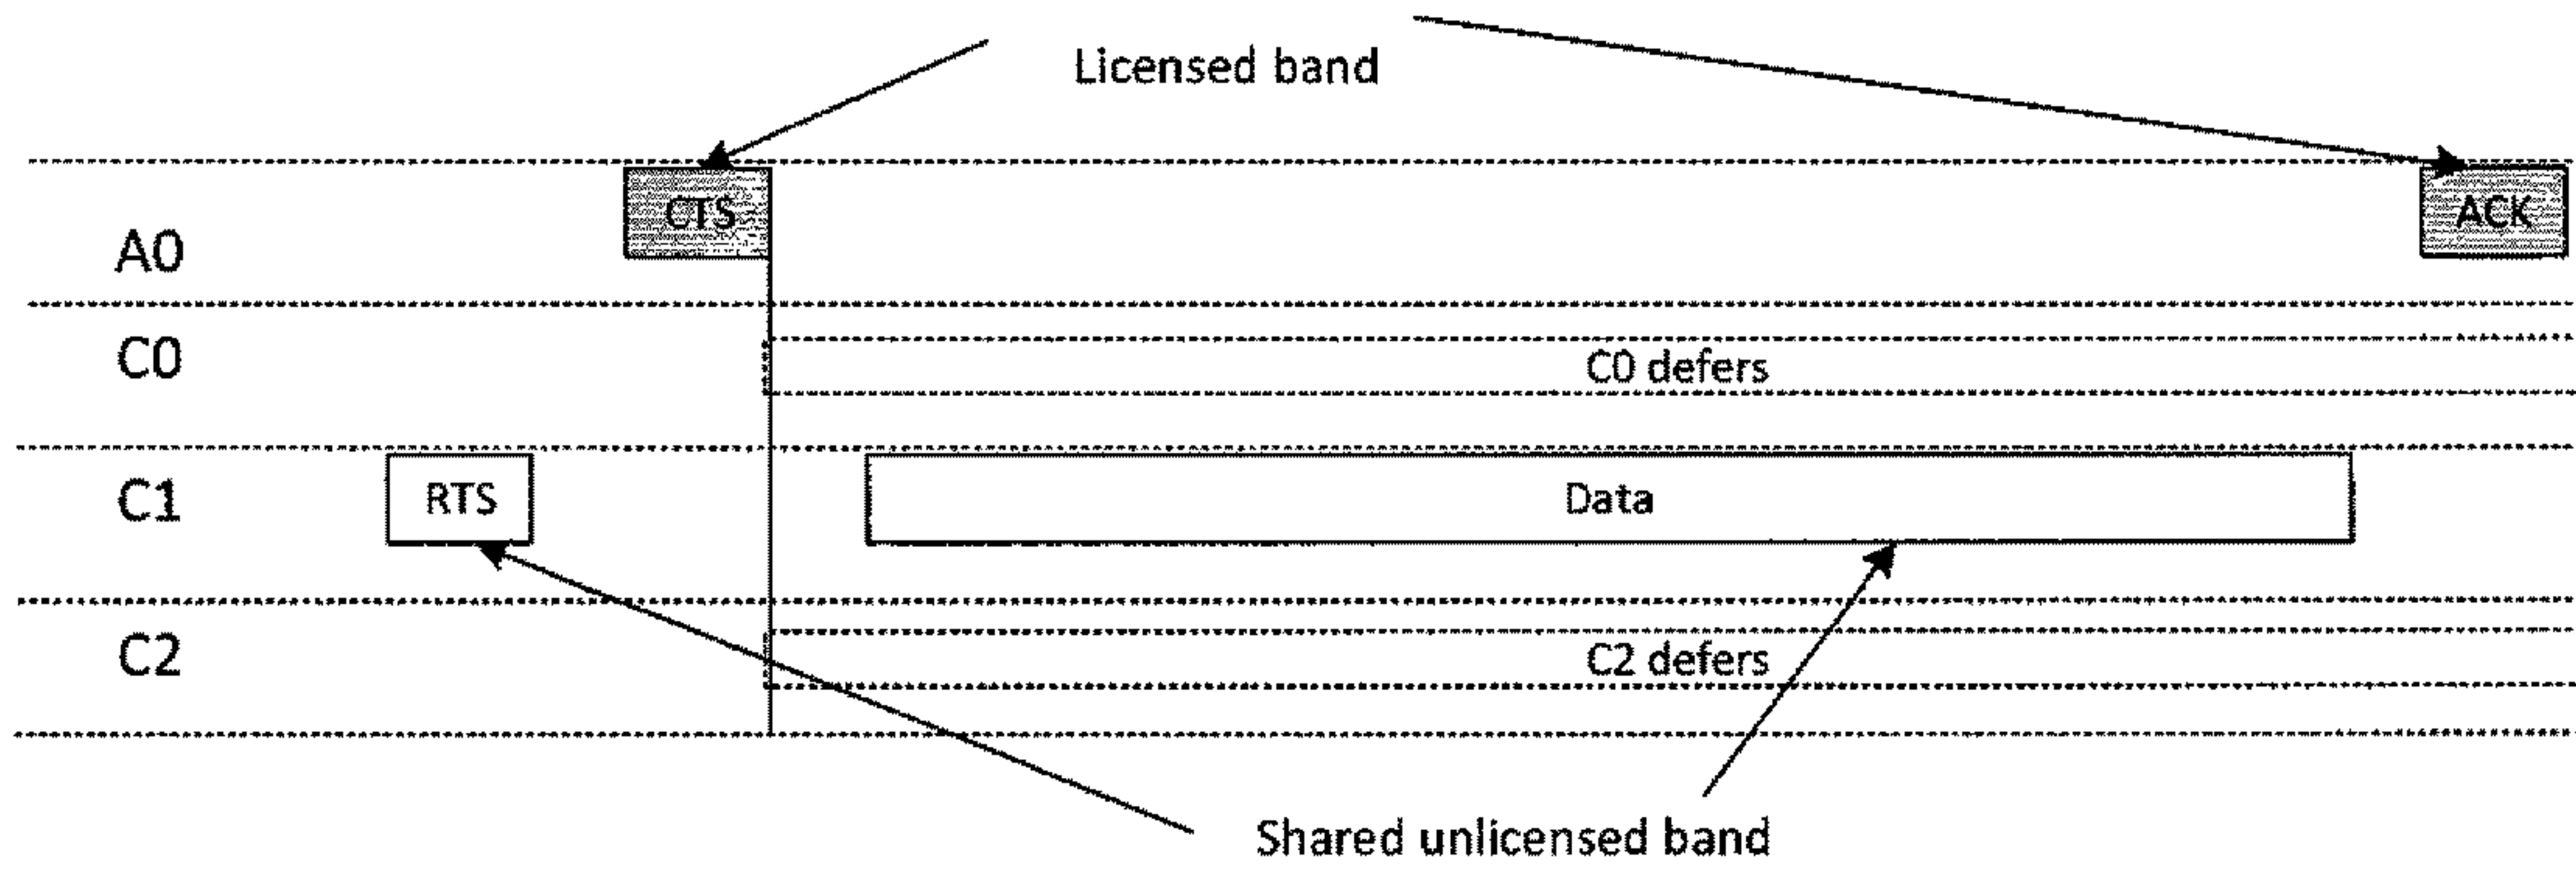 Licensed band
CTS
ACK
A0
C0
C0 defers
C1
RTS
Data
C2
C2 defers
Shared unlicensed band